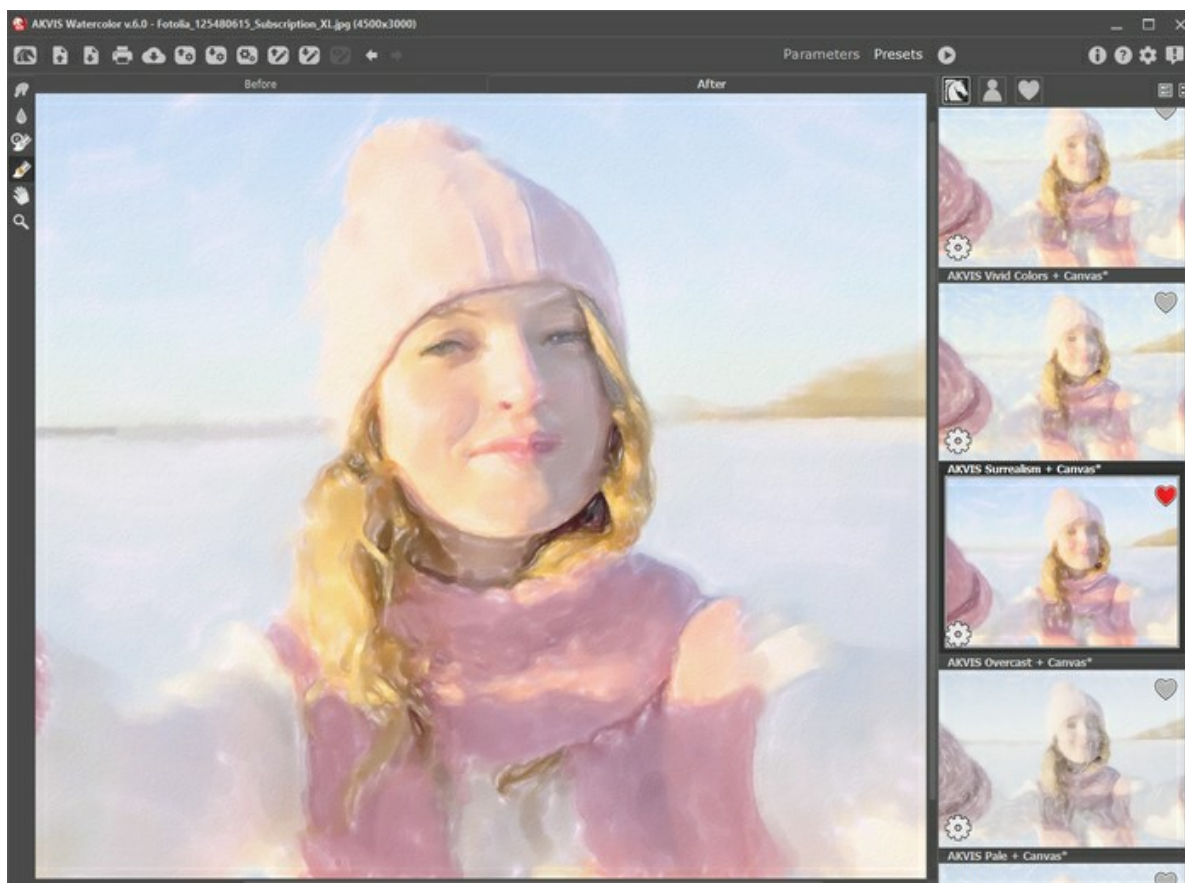 AKVIS Watercolor v.6.0 - Fotolia_125480615_Subscription_XL.jpg (4500x3000)
Parameters Presets
Before After
AKVIS Vivid Colors + Canvas*
AKVIS Surrealism + Canvas*
AKVIS Overcast + Canvas*
AKVIS Pale + Canvas*